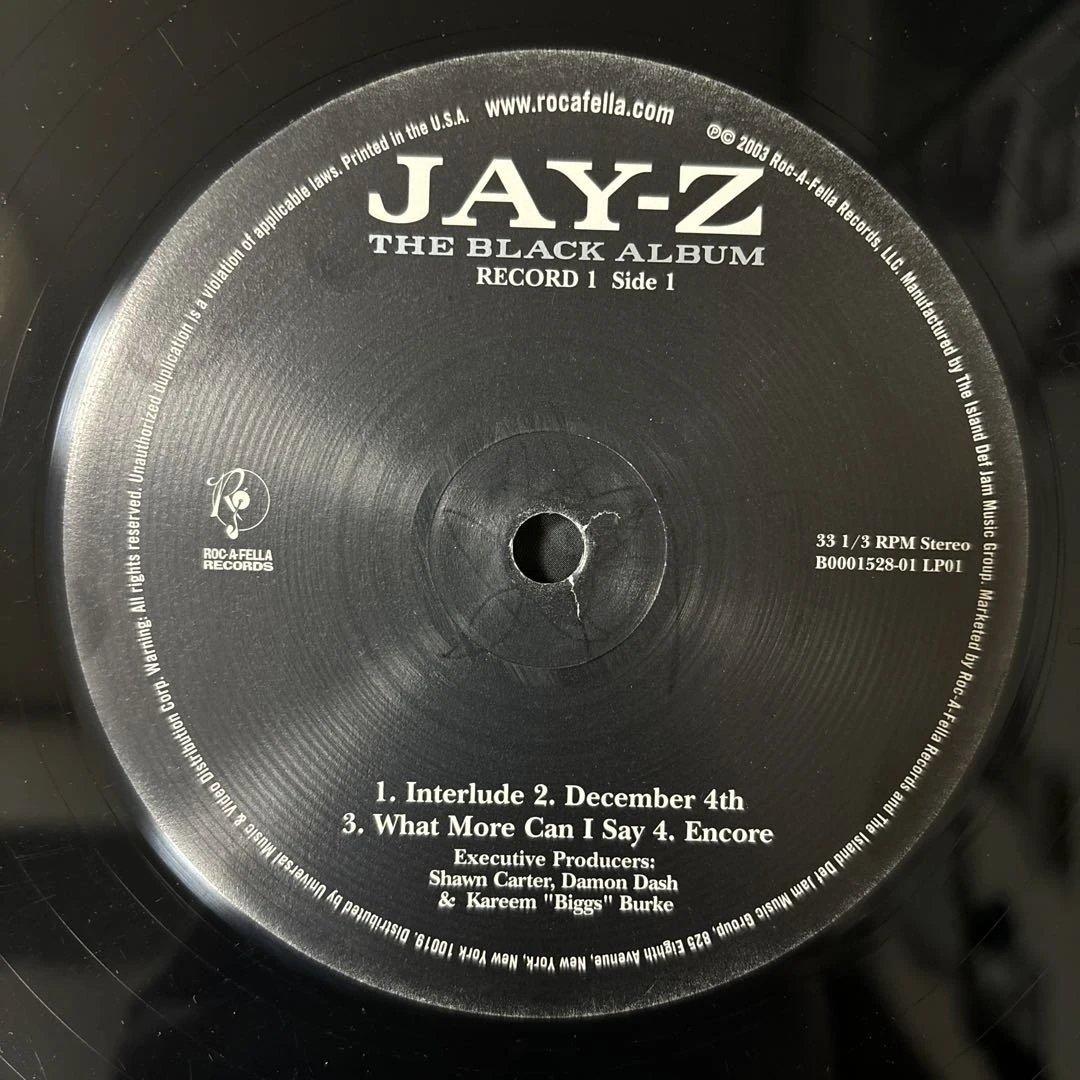 www.rocafella.com
℗© 2003 Roc-A-Fella Records, LLC. Manufactured by The Island Def Jam Music Group. Marketed by Roc-A-Fella Records and The Island Def Jam Music Group, 825 Eighth Avenue, New York, New York 10019. Distributed by Universal Music & Video Distribution Corp. Warning: All rights reserved. Unauthorized duplication is a violation of applicable laws. Printed in the U.S.A.
JAY-Z
THE BLACK ALBUM
RECORD 1 Side 1
R
ROC-A-FELLA
RECORDS
33 1/3 RPM Stereo
B0001528-01 LP01
1. Interlude 2. December 4th
3. What More Can I Say 4. Encore
Executive Producers:
Shawn Carter, Damon Dash
& Kareem "Biggs" Burke